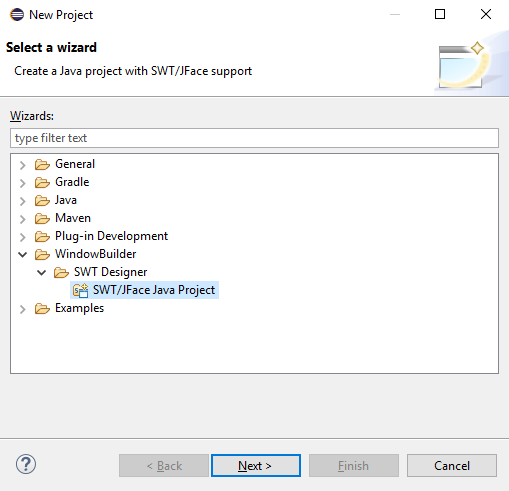 New Project
Select a wizard
Create a Java project with SWT/JFace support
Wizards:
type filter text
General
Gradle
Java
Maven
Plug-in Development
WindowBuilder
SWT Designer
SWT/JFace Java Project
Examples
?
< Back
Next >
Finish
Cancel